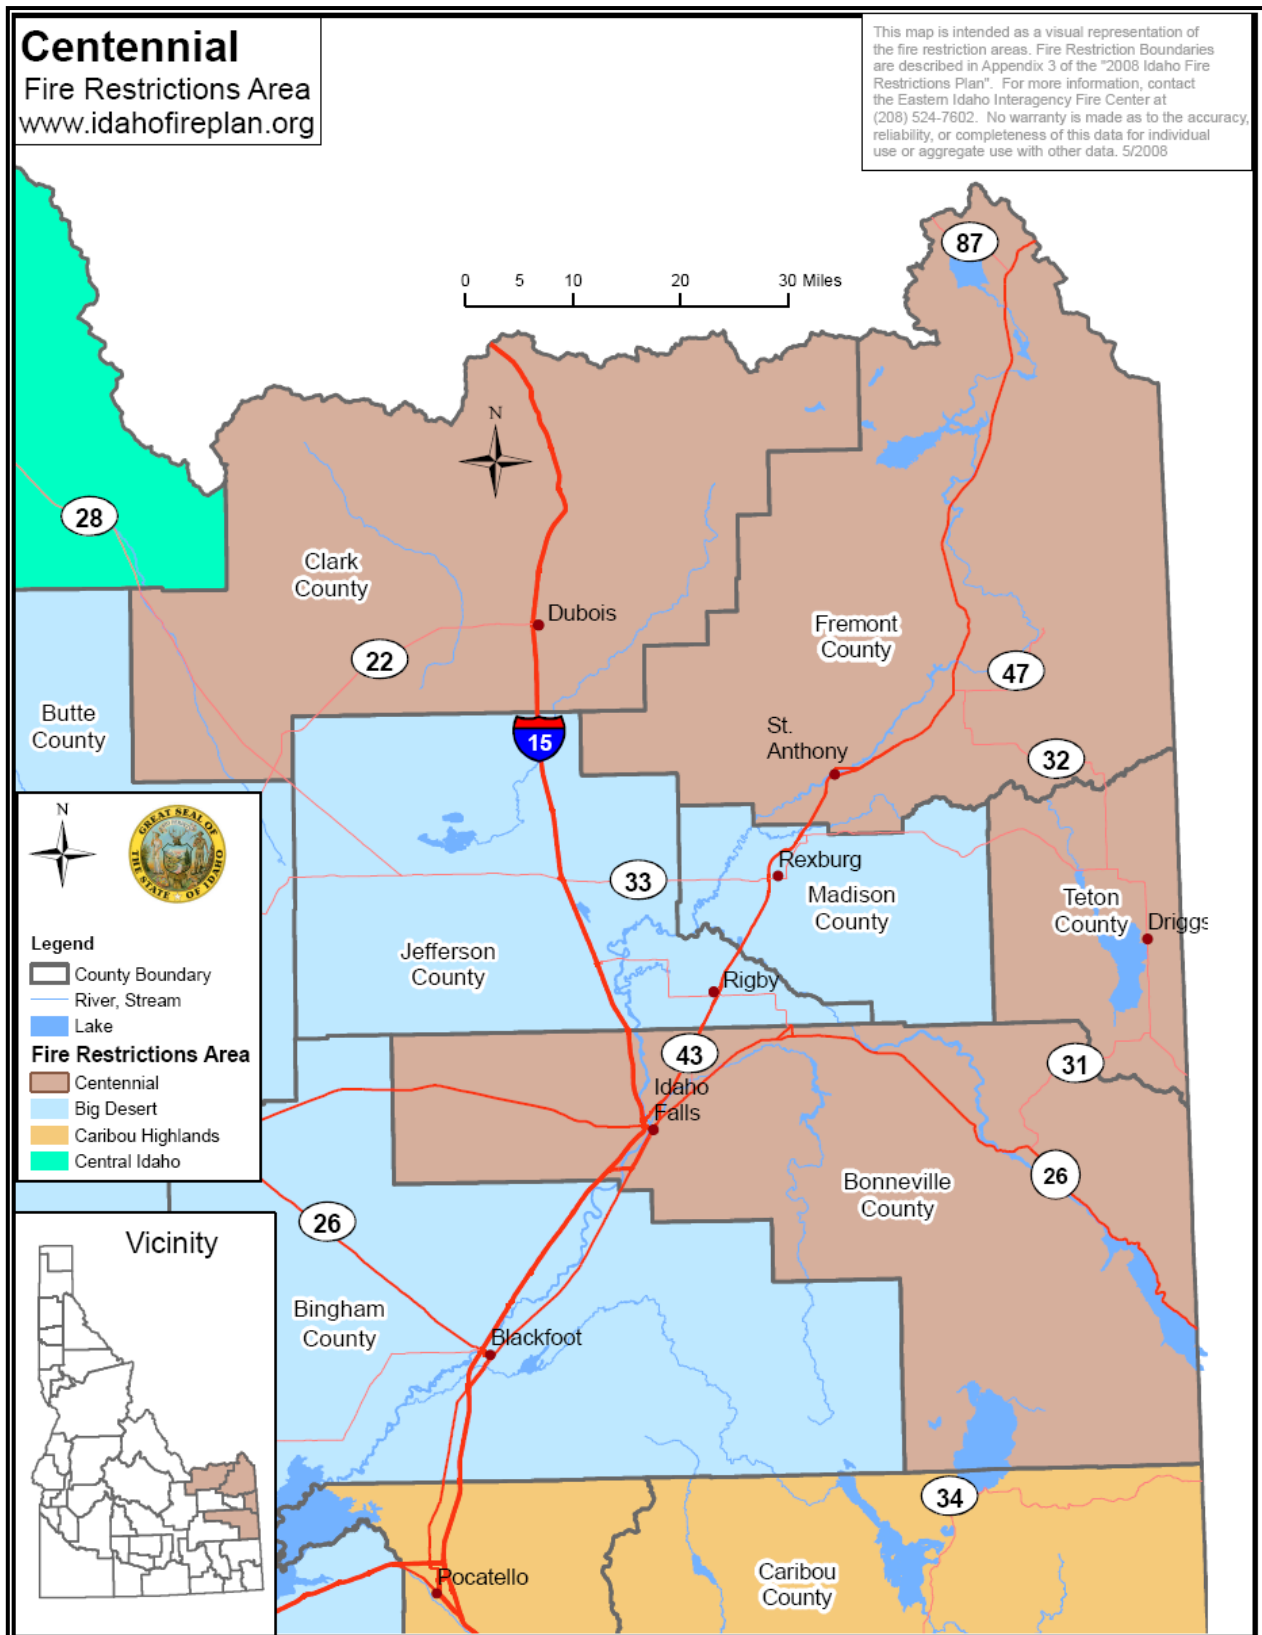 Centennial
Fire Restrictions Area
www.idahofireplan.org
This map is intended as a visual representation of
the fire restriction areas. Fire Restriction Boundaries
are described in Appendix 3 of the "2008 Idaho Fire
Restrictions Plan". For more information, contact
the Eastern Idaho Interagency Fire Center at
(208) 524-7602. No warranty is made as to the accuracy,
reliability, or completeness of this data for individual
use or aggregate use with other data. 5/2008
87
0 5 10 20 30 Miles
N
28
Clark
County
Dubois
Fremont
County
22
47
Butte
County
St.
Anthony
15
32
N
GREAT SEAL OF
THE STATE OF IDAHO
Rexburg
33
Madison
County
Teton
County
Driggs
Legend
County Boundary
River, Stream
Lake
Fire Restrictions Area
Centennial
Big Desert
Caribou Highlands
Central Idaho
Jefferson
County
Rigby
43
31
Idaho
Falls
Bonneville
County
26
26
Vicinity
Bingham
County
Blackfoot
34
Pocatello
Caribou
County